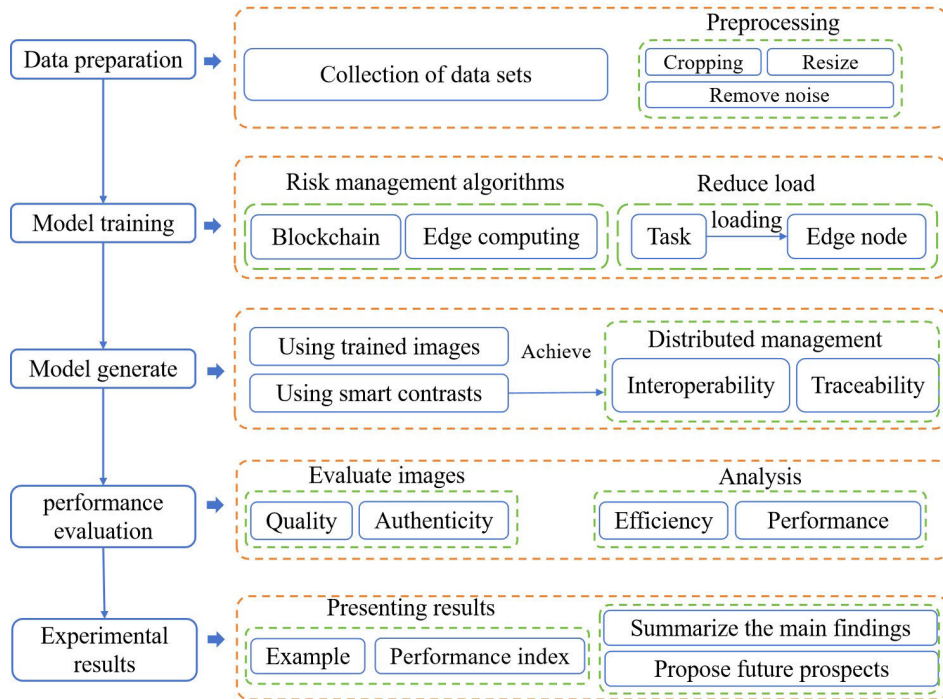 Data preparation
Collection of data sets
Preprocessing
Cropping
Resize
Remove noise
Model training
Risk management algorithms
Blockchain
Edge computing
Reduce load
Task
loading
Edge node
Model generate
Using trained images
Using smart contrasts
Achieve
Distributed management
Interoperability
Traceability
performance
evaluation
Evaluate images
Quality
Authenticity
Analysis
Efficiency
Performance
Experimental
results
Presenting results
Example
Performance index
Summarize the main findings
Propose future prospects